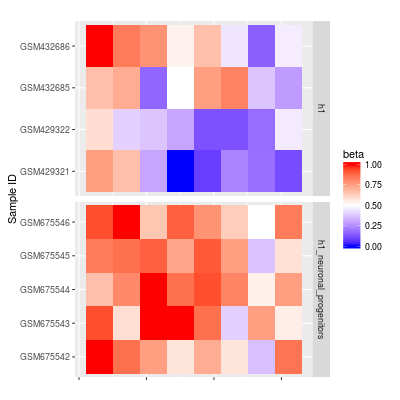 GSM432686
GSM432685
GSM429322
GSM429321
h1
GSM675546
GSM675545
GSM675544
GSM675543
GSM675542
h1_neuronal_progenitors
Sample ID
beta
1.00
0.75
0.50
0.25
0.00